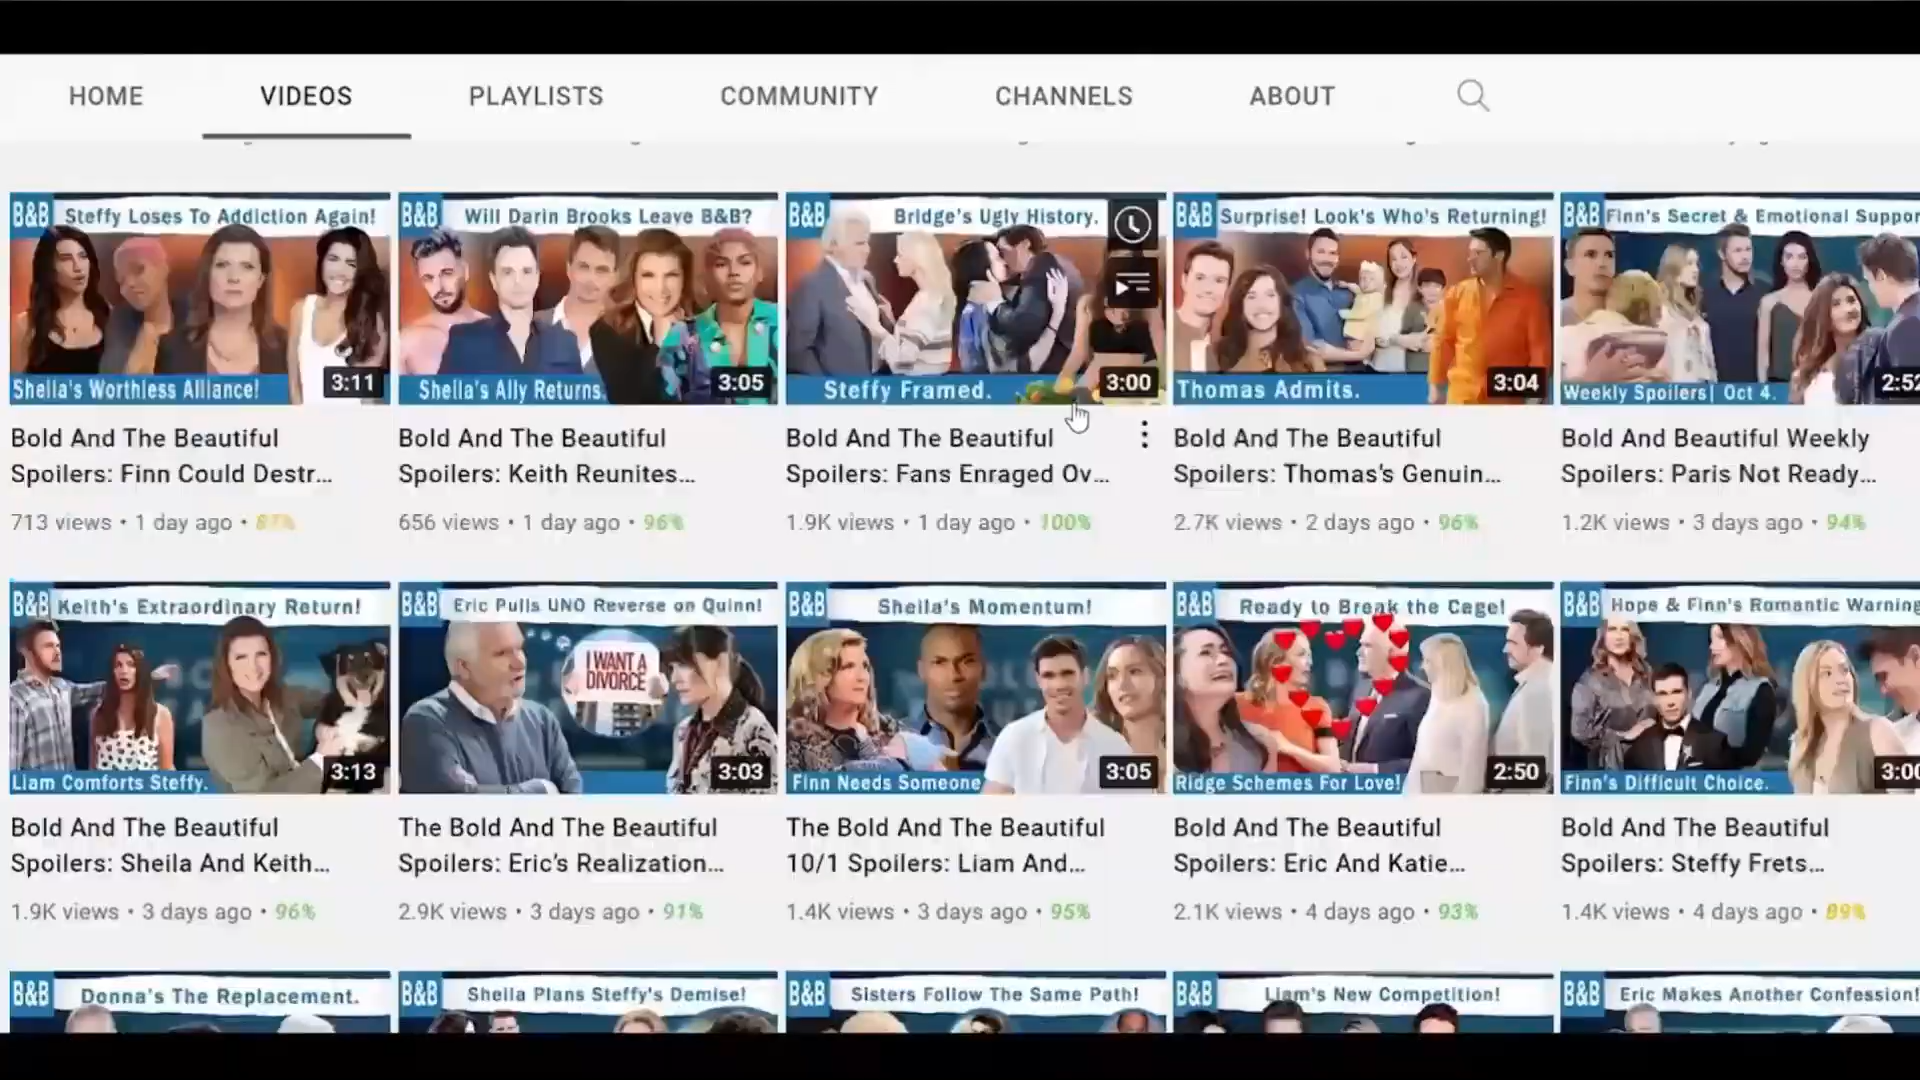 HOME VIDEOS PLAYLISTS COMMUNITY CHANNELS ABOUT
B&B Steffy Loses To Addiction Again!
Sheila's Worthless Alliance!
3:11
B&B Will Darin Brooks Leave B&B?
Sheila's Ally Returns.
3:05
B&B Bridge's Ugly History.
Steffy Framed.
3:00
B&B Surprise! Look's Who's Returning!
Thomas Admits.
3:04
B&B Finn's Secret & Emotional Suppor
Weekly Spoilers| Oct 4.
2:52
Bold And The Beautiful
Spoilers: Finn Could Destr...
713 views • 1 day ago •
Bold And The Beautiful
Spoilers: Keith Reunites...
656 views • 1 day ago • 96%
Bold And The Beautiful
Spoilers: Fans Enraged Ov...
1.9K views • 1 day ago • 100%
Bold And The Beautiful
Spoilers: Thomas's Genuin...
2.7K views • 2 days ago • 96%
Bold And Beautiful Weekly
Spoilers: Paris Not Ready...
1.2K views • 3 days ago • 94%
B&B Keith's Extraordinary Return!
Liam Comforts Steffy.
3:13
B&B Eric Pulls UNO Reverse on Quinn!
I WANT A
DIVORCE
3:03
B&B Sheila's Momentum!
Finn Needs Someone
3:05
B&B Ready to Break the Cage!
Ridge Schemes For Love!
2:50
B&B Hope & Finn's Romantic Warning
Finn's Difficult Choice.
3:00
Bold And The Beautiful
Spoilers: Sheila And Keith...
1.9K views • 3 days ago • 96%
The Bold And The Beautiful
Spoilers: Eric's Realization...
2.9K views • 3 days ago • 91%
The Bold And The Beautiful
10/1 Spoilers: Liam And...
1.4K views • 3 days ago • 95%
Bold And The Beautiful
Spoilers: Eric And Katie...
2.1K views • 4 days ago • 93%
Bold And The Beautiful
Spoilers: Steffy Frets...
1.4K views • 4 days ago • 89%
B&B Donna's The Replacement.
B&B Sheila Plans Steffy's Demise!
B&B Sisters Follow The Same Path!
B&B Liam's New Competition!
B&B Eric Makes Another Confession!